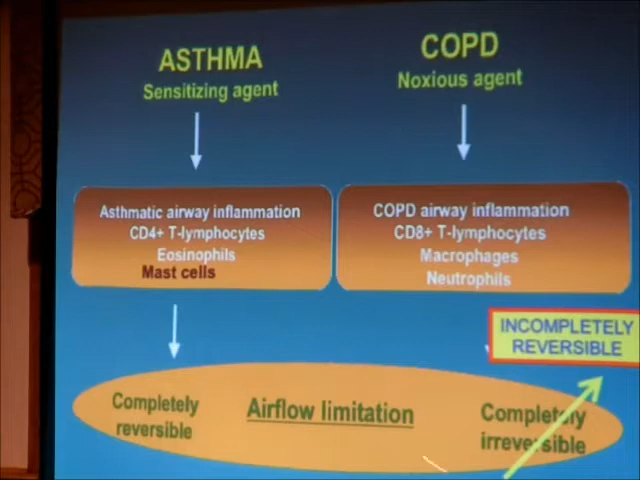 ASTHMA
Sensitizing agent
COPD
Noxious agent
Asthmatic airway inflammation
CD4+ T-lymphocytes
Eosinophils
Mast cells
COPD airway inflammation
CD8+ T-lymphocytes
Macrophages
Neutrophils
INCOMPLETELY
REVERSIBLE
Completely
reversible
Airflow limitation
Completely
irreversible